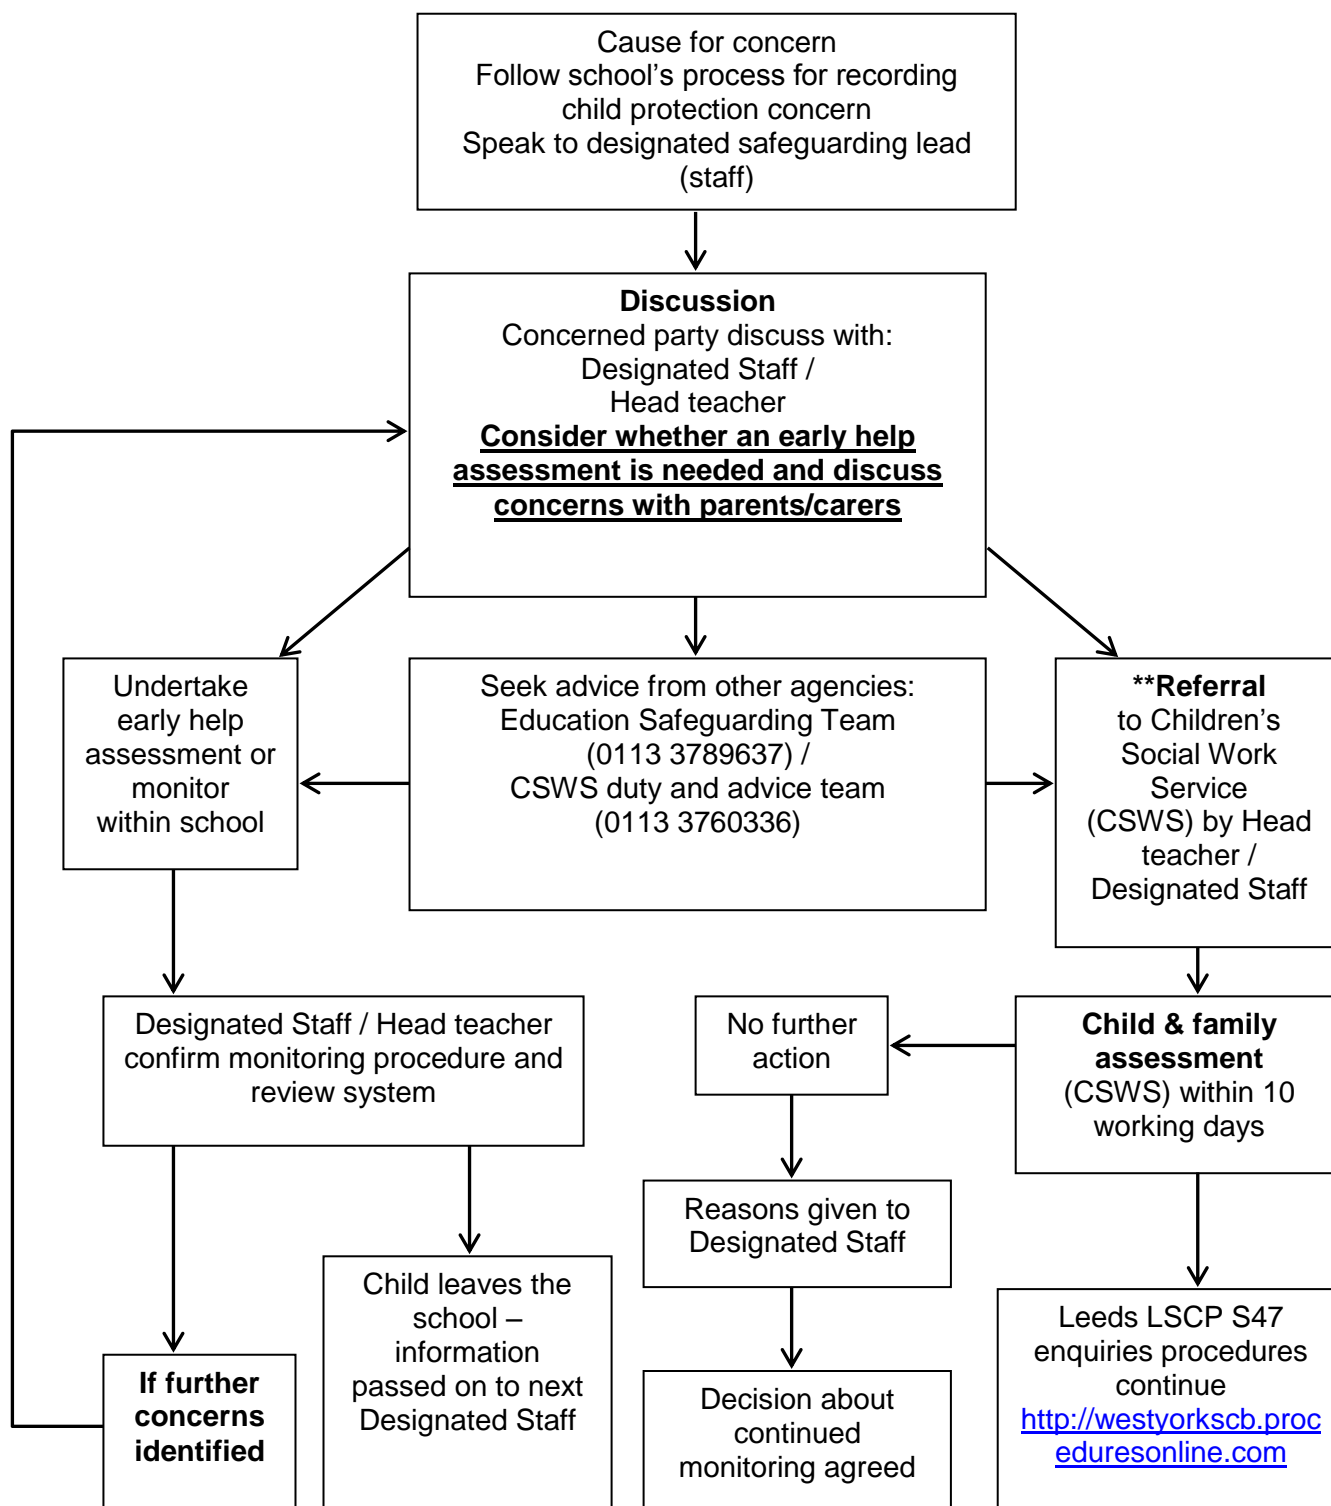 Cause for concern
Follow school’s process for recording
child protection concern
Speak to designated safeguarding lead
(staff)
Discussion
Concerned party discuss with:
Designated Staff /
Head teacher
Consider whether an early help
assessment is needed and discuss
concerns with parents/carers
Undertake
early help
assessment or
monitor
within school
Seek advice from other agencies:
Education Safeguarding Team
(0113 3789637) /
CSWS duty and advice team
(0113 3760336)
**Referral
to Children’s
Social Work
Service
(CSWS) by Head
teacher /
Designated Staff
Designated Staff / Head teacher
confirm monitoring procedure and
review system
No further
action
Child & family
assessment
(CSWS) within 10
working days
Reasons given to
Designated Staff
If further
concerns
identified
Child leaves the
school –
information
passed on to next
Designated Staff
Decision about
continued
monitoring agreed
Leeds LSCP S47
enquiries procedures
continue
http://westyorkscb.proc
eduresonline.com